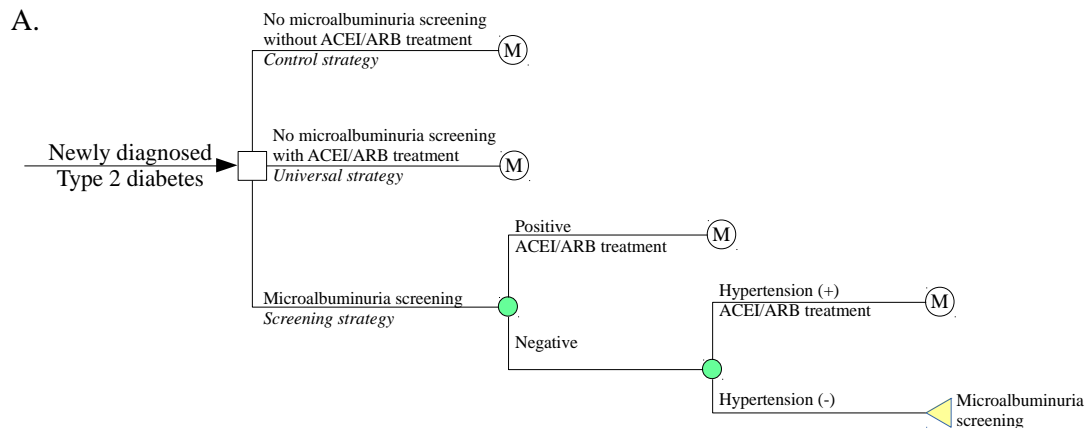 A.
No microalbuminuria screening
without ACEI/ARB treatment
Control strategy
M
No microalbuminuria screening
with ACEI/ARB treatment
Universal strategy
M
Newly diagnosed
Type 2 diabetes
Microalbuminuria screening
Screening strategy
Positive
ACEI/ARB treatment
M
Negative
Hypertension (+)
ACEI/ARB treatment
M
Hypertension (-)
Microalbuminuria
screening